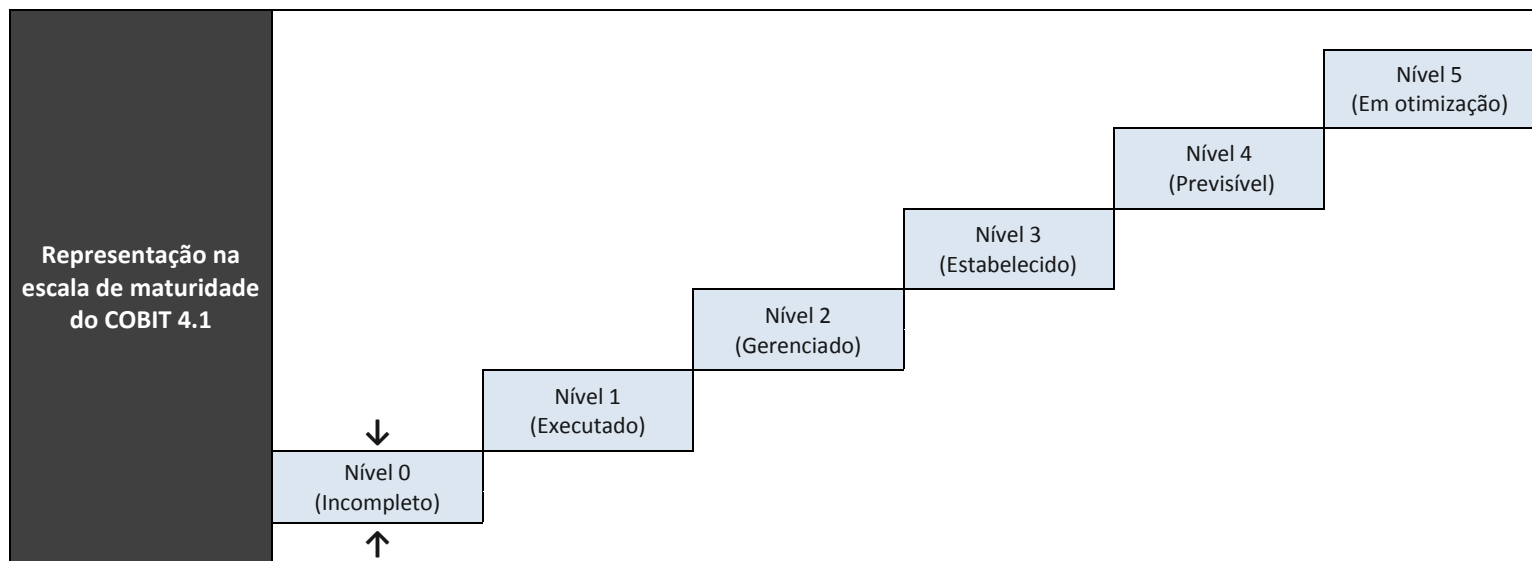 Representação na
escala de maturidade
do COBIT 4.1
Nível 5
(Em otimização)
Nível 4
(Previsível)
Nível 3
(Estabelecido)
Nível 2
(Gerenciado)
Nível 1
(Executado)
Nível 0
(Incompleto)